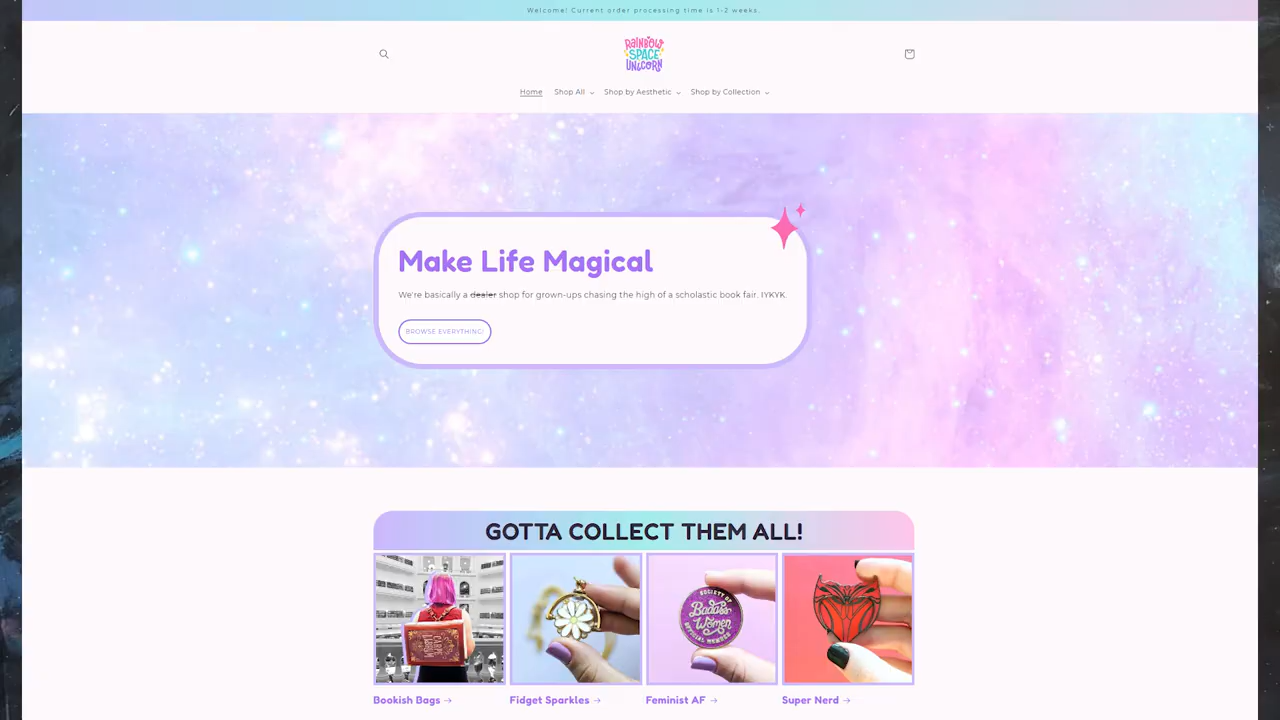 Welcome! Current order processing time is 1-2 weeks.
RAINBOW
SPACE
UNICORN
Home Shop All Shop by Aesthetic Shop by Collection
Make Life Magical
We're basically a dealer shop for grown-ups chasing the high of a scholastic book fair. IYKYK.
BROWSE EVERYTHING!
GOTTA COLLECT THEM ALL!
CARPE
LIBRUM
SOCIETY OF
Badass
Women
OFFICIAL MEMBER
Bookish Bags →
Fidget Sparkles →
Feminist AF →
Super Nerd →